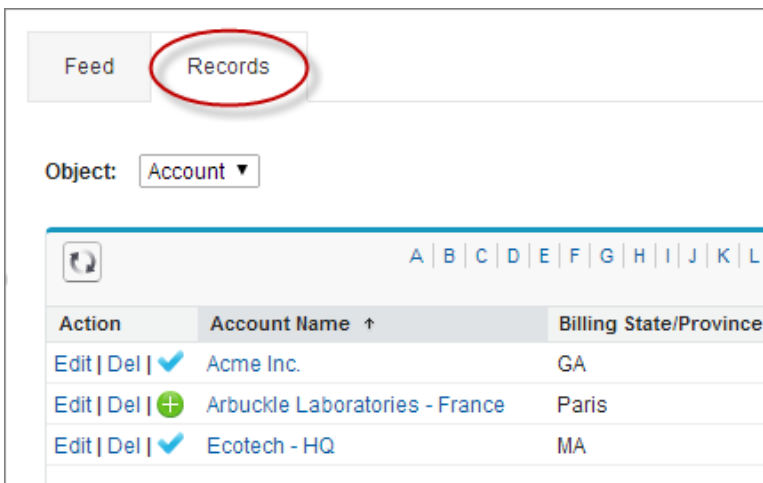 Feed Records
Object: Account ▼
A | B | C | D | E | F | G | H | I | J | K | L
Action Account Name ↑ Billing State/Province
Edit | Del | Acme Inc. GA
Edit | Del | Arbuckle Laboratories - France Paris
Edit | Del | Ecotech - HQ MA